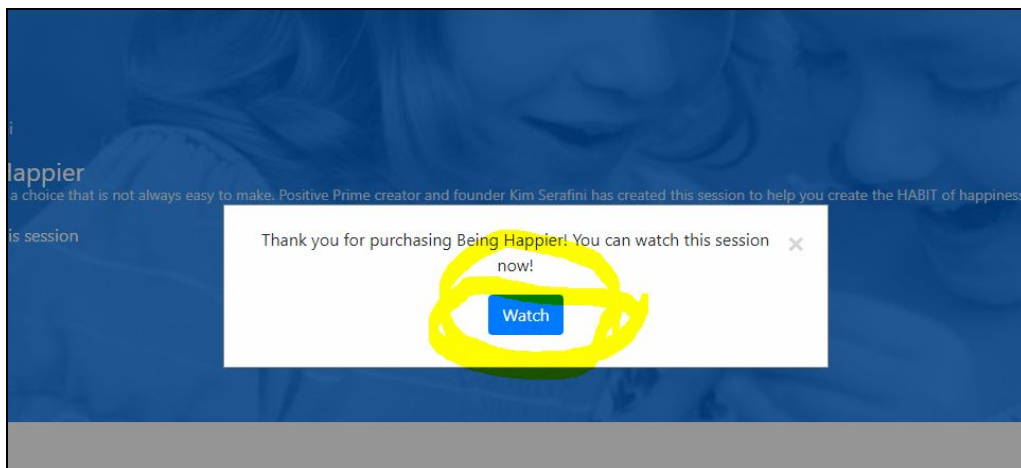 i
Happier
a choice that is not always easy to make. Positive Prime creator and founder Kim Serafini has created this session to help you create the HABIT of happiness
is session
Thank you for purchasing Being Happier! You can watch this session
now!
×
Watch